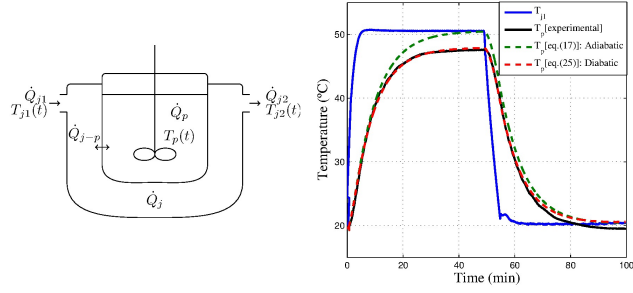 Q̇j1
Tj1(t)
Q̇j2
Tj2(t)
Q̇p
Q̇j−p
Tp(t)
Q̇j
Tj1
Tp[experimental]
Tp[eq.(17)]: Adiabatic
Tp[eq.(25)]: Diabatic
Temperature (ºC)
50
40
30
20
0
20
40
60
80
100
Time (min)